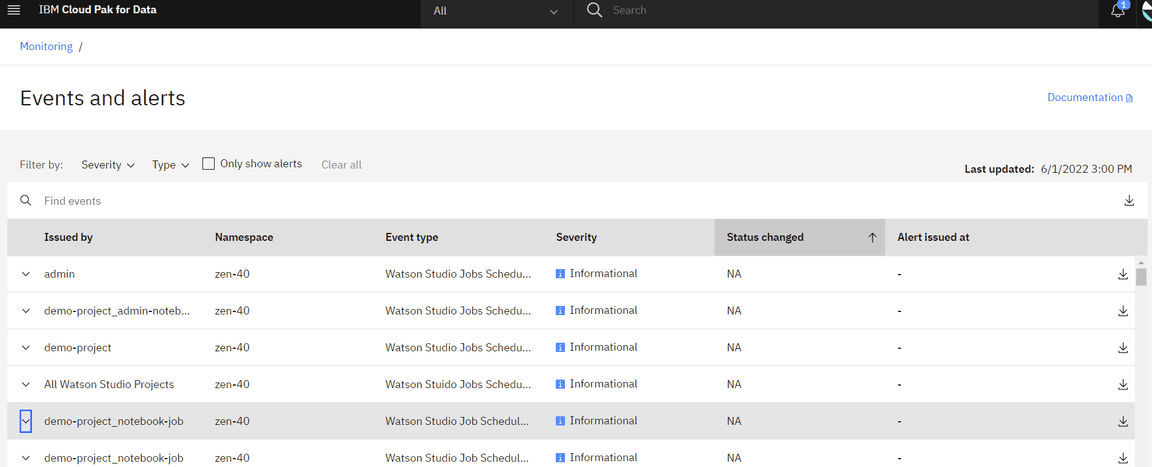 IBM Cloud Pak for Data All Search 1
Monitoring /
Events and alerts
Documentation
Filter by: Severity Type Only show alerts Clear all
Last updated: 6/1/2022 3:00 PM
Find events
Issued by Namespace Event type Severity Status changed Alert issued at
admin zen-40 Watson Studio Jobs Schedu... Informational NA -
demo-project_admin-noteb... zen-40 Watson Studio Jobs Schedu... Informational NA -
demo-project zen-40 Watson Studio Jobs Schedu... Informational NA -
All Watson Studio Projects zen-40 Watson Stuido Jobs Schedu... Informational NA -
demo-project_notebook-job zen-40 Watson Studio Job Schedul... Informational NA -
demo-project_notebook-job zen-40 Watson Studio Job Schedul... Informational NA -